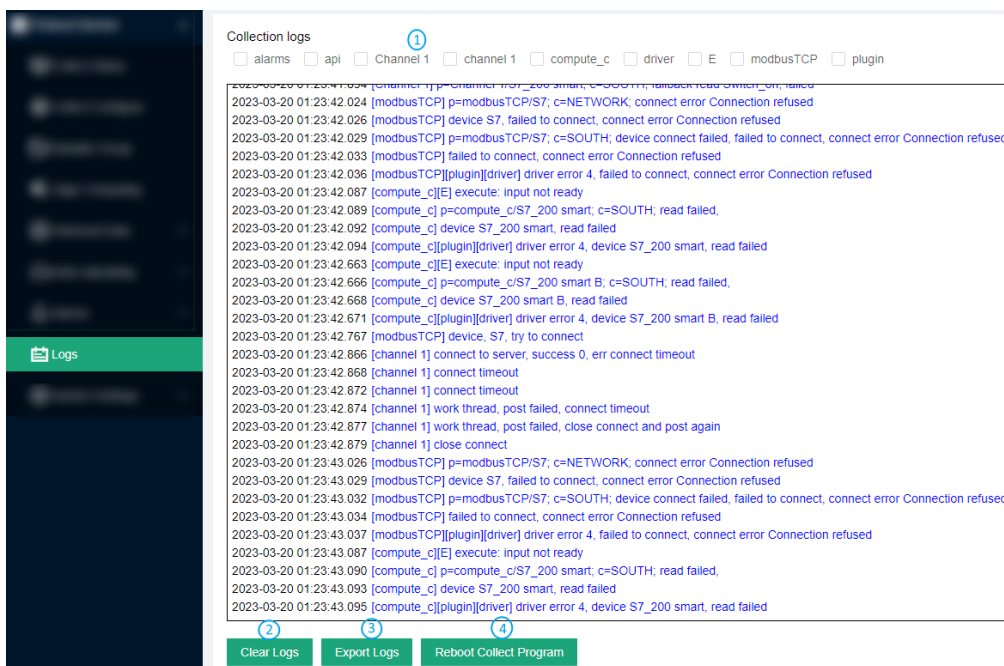 Collection logs
1
alarms api Channel 1 channel 1 compute_c driver E modbusTCP plugin
2023-03-20 01:23:42.024 [modbusTCP] p=modbusTCP/S7; c=NETWORK; connect error Connection refused
2023-03-20 01:23:42.026 [modbusTCP] device S7, failed to connect, connect error Connection refused
2023-03-20 01:23:42.029 [modbusTCP] p=modbusTCP/S7; c=SOUTH; device connect failed, failed to connect, connect error Connection refused
2023-03-20 01:23:42.033 [modbusTCP] failed to connect, connect error Connection refused
2023-03-20 01:23:42.036 [modbusTCP][plugin][driver] driver error 4, failed to connect, connect error Connection refused
2023-03-20 01:23:42.087 [compute_c][E] execute: input not ready
2023-03-20 01:23:42.089 [compute_c] p=compute_c/S7_200 smart; c=SOUTH; read failed,
2023-03-20 01:23:42.092 [compute_c] device S7_200 smart, read failed
2023-03-20 01:23:42.094 [compute_c][plugin][driver] driver error 4, device S7_200 smart, read failed
2023-03-20 01:23:42.663 [compute_c][E] execute: input not ready
2023-03-20 01:23:42.666 [compute_c] p=compute_c/S7_200 smart B; c=SOUTH; read failed,
2023-03-20 01:23:42.668 [compute_c] device S7_200 smart B, read failed
2023-03-20 01:23:42.671 [compute_c][plugin][driver] driver error 4, device S7_200 smart B, read failed
2023-03-20 01:23:42.767 [modbusTCP] device, S7, try to connect
2023-03-20 01:23:42.866 [channel 1] connect to server, success 0, err connect timeout
2023-03-20 01:23:42.868 [channel 1] connect timeout
2023-03-20 01:23:42.872 [channel 1] connect timeout
2023-03-20 01:23:42.874 [channel 1] work thread, post failed, connect timeout
2023-03-20 01:23:42.877 [channel 1] work thread, post failed, close connect and post again
2023-03-20 01:23:42.879 [channel 1] close connect
2023-03-20 01:23:43.026 [modbusTCP] p=modbusTCP/S7; c=NETWORK; connect error Connection refused
2023-03-20 01:23:43.029 [modbusTCP] device S7, failed to connect, connect error Connection refused
2023-03-20 01:23:43.032 [modbusTCP] p=modbusTCP/S7; c=SOUTH; device connect failed, failed to connect, connect error Connection refused
2023-03-20 01:23:43.034 [modbusTCP] failed to connect, connect error Connection refused
2023-03-20 01:23:43.037 [modbusTCP][plugin][driver] driver error 4, failed to connect, connect error Connection refused
2023-03-20 01:23:43.087 [compute_c][E] execute: input not ready
2023-03-20 01:23:43.090 [compute_c] p=compute_c/S7_200 smart; c=SOUTH; read failed,
2023-03-20 01:23:43.093 [compute_c] device S7_200 smart, read failed
2023-03-20 01:23:43.095 [compute_c][plugin][driver] driver error 4, device S7_200 smart, read failed
Logs
2 3 4
Clear Logs Export Logs Reboot Collect Program